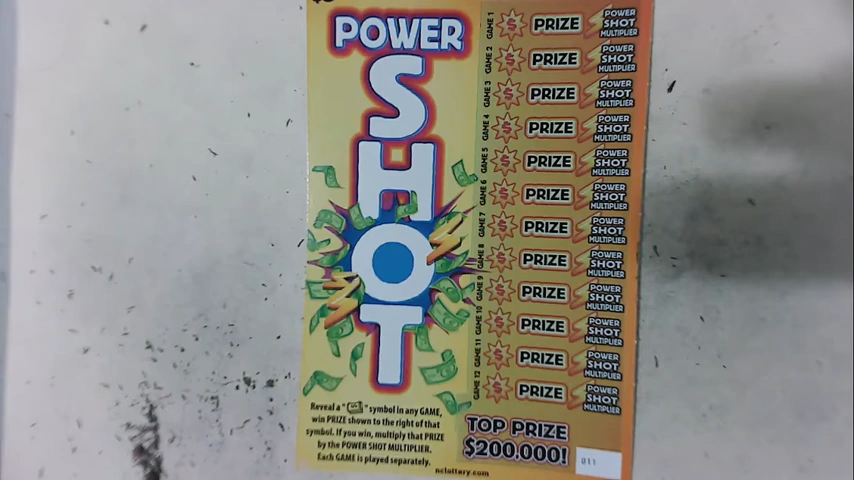 POWER
SHOT
GAME 1 $ PRIZE POWER SHOT MULTIPLIER
GAME 2 $ PRIZE POWER SHOT MULTIPLIER
GAME 3 $ PRIZE POWER SHOT MULTIPLIER
GAME 4 $ PRIZE POWER SHOT MULTIPLIER
GAME 5 $ PRIZE POWER SHOT MULTIPLIER
GAME 6 $ PRIZE POWER SHOT MULTIPLIER
GAME 7 $ PRIZE POWER SHOT MULTIPLIER
GAME 8 $ PRIZE POWER SHOT MULTIPLIER
GAME 9 $ PRIZE POWER SHOT MULTIPLIER
GAME 10 $ PRIZE POWER SHOT MULTIPLIER
GAME 11 $ PRIZE POWER SHOT MULTIPLIER
GAME 12 $ PRIZE POWER SHOT MULTIPLIER
Reveal a " " symbol in any GAME,
win PRIZE shown to the right of that
symbol. If you win, multiply that PRIZE
by the POWER SHOT MULTIPLIER.
Each GAME is played separately.
TOP PRIZE
$200,000!
nclottery.com
011